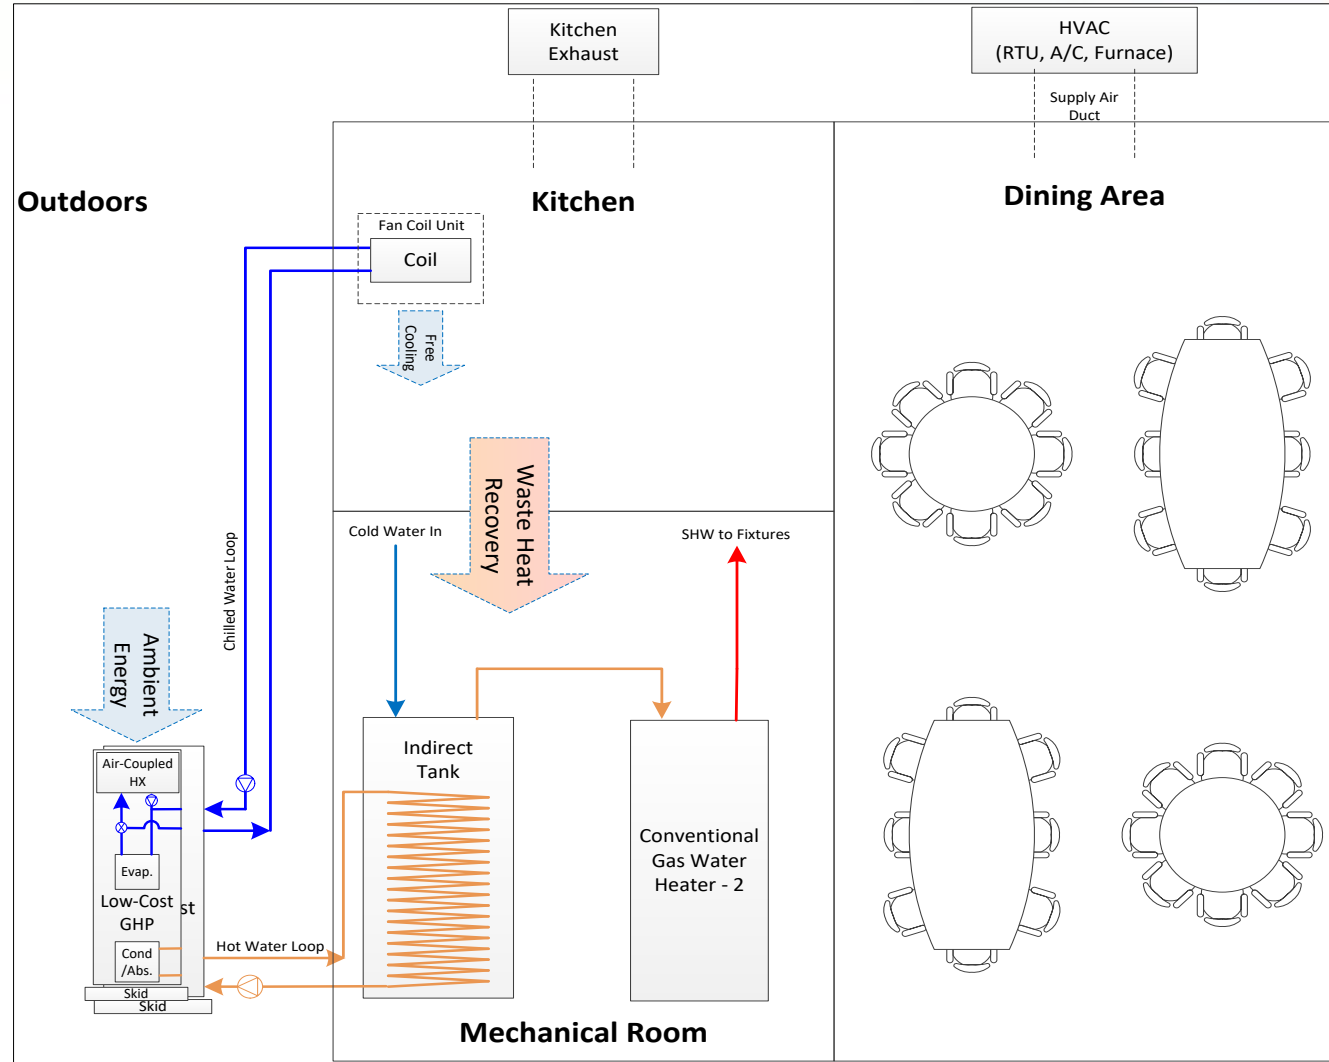 Kitchen
Exhaust
HVAC
(RTU, A/C, Furnace)
Supply Air
Duct
Outdoors
Kitchen
Dining Area
Fan Coil Unit
Coil
Free
Cooling
Waste Heat
Recovery
Cold Water In
SHW to Fixtures
Chilled Water Loop
Ambient
Energy
Air-Coupled
HX
Indirect
Tank
Conventional
Gas Water
Heater - 2
Evap.
Low-Cost
GHP
st
Cond
/Abs.
Hot Water Loop
Skid
Skid
Mechanical Room